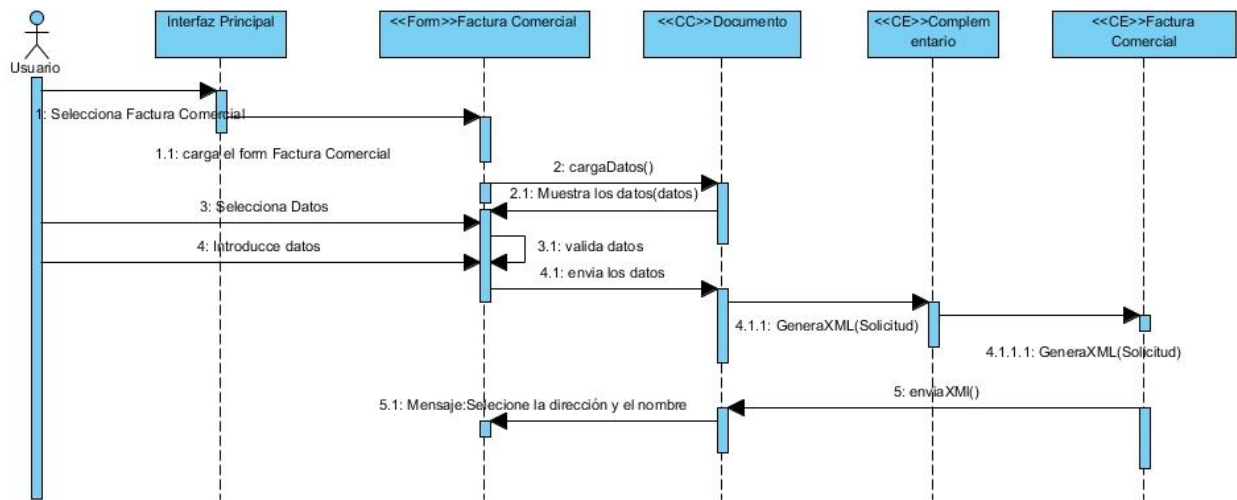 Interfaz Principal
<<Form>>Factura Comercial
<<CC>>Documento
<<CE>>Complem
entario
<<CE>>Factura
Comercial
Usuario
1: Selecciona Factura Comercial
1.1: carga el form Factura Comercial
2: cargaDatos()
2.1: Muestra los datos(datos)
3: Selecciona Datos
4: Introducce datos
3.1: valida datos
4.1: envia los datos
4.1.1: GeneraXML(Solicitud)
4.1.1.1: GeneraXML(Solicitud)
5: enviaXMl()
5.1: Mensaje:Selecione la dirección y el nombre